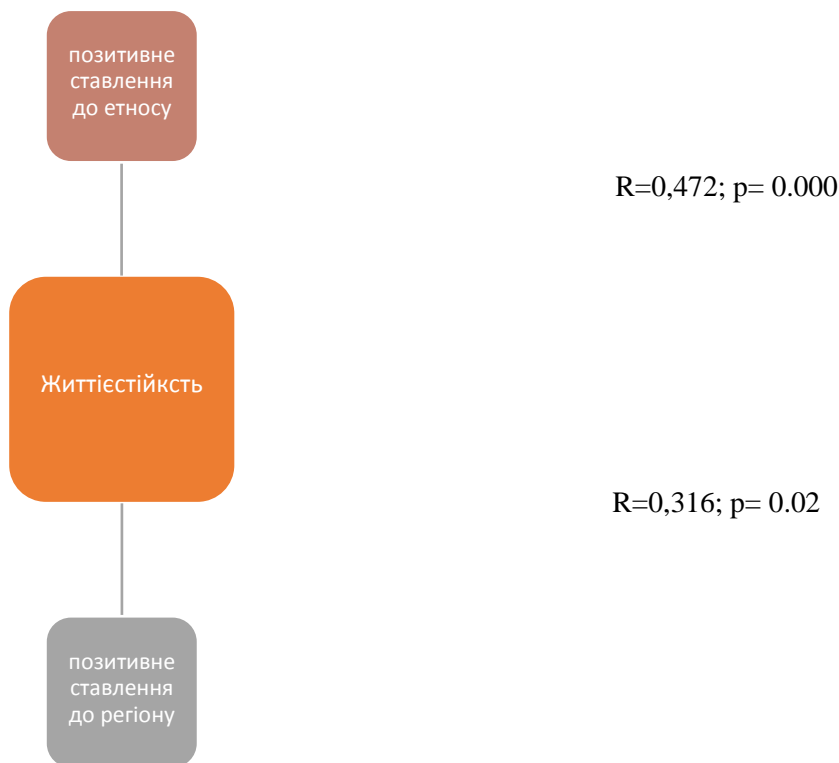 позитивне
ставлення
до етносу
R=0,472; p= 0.000
Життієстійксть
R=0,316; p= 0.02
позитивне
ставлення
до регіону